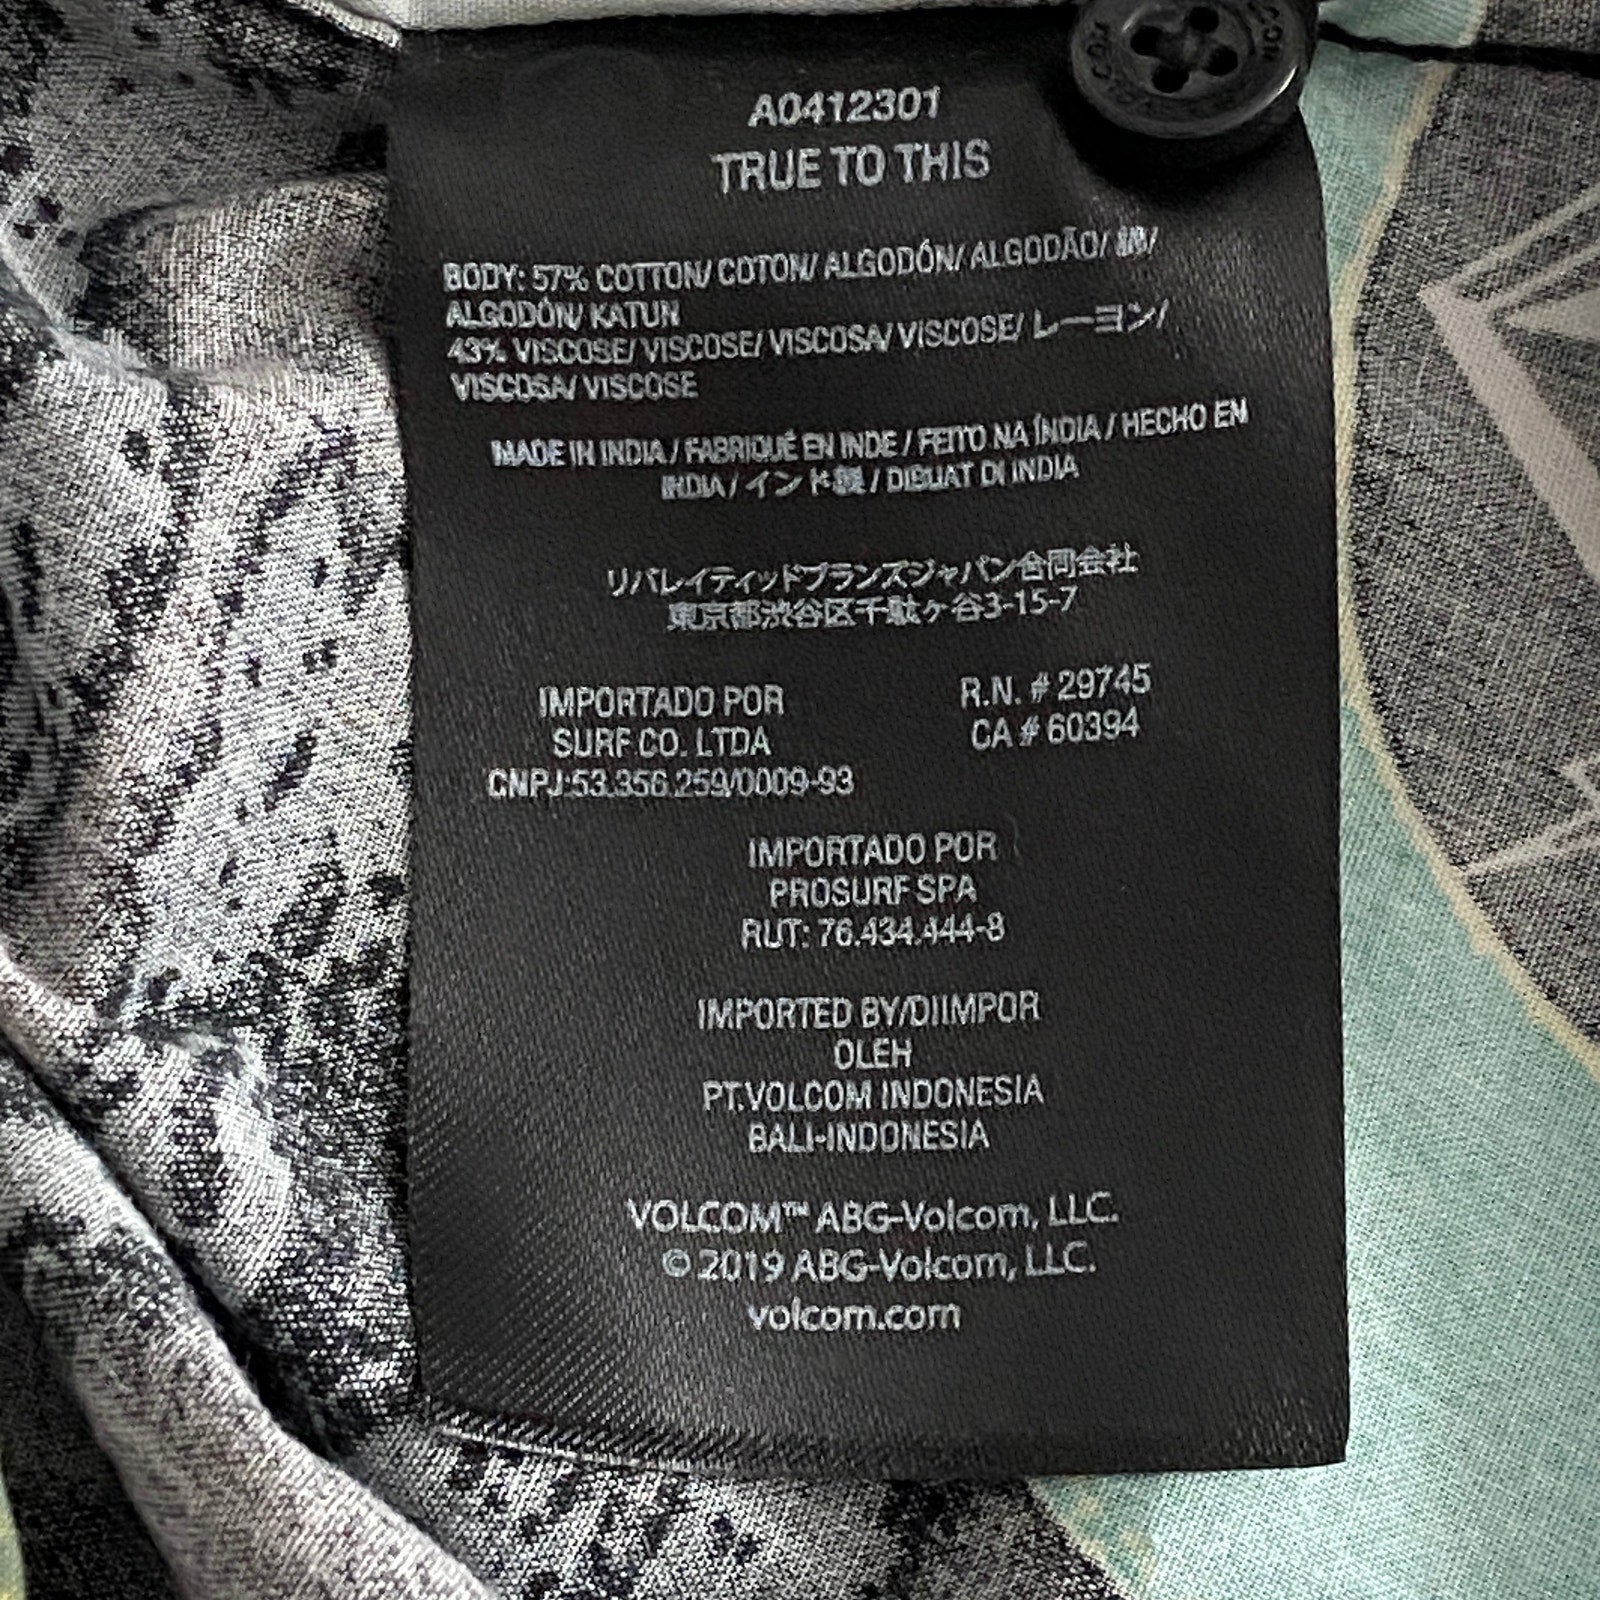 A0412301
TRUE TO THIS
BODY: 57% COTTON/ COTON/ ALGODÓN/ ALGODÃO/ 綿/
ALGODÓN/ KATUN
43% VISCOSE/ VISCOSE/ VISCOSA/ VISCOSE/ レーヨン/
VISCOSA/ VISCOSE
MADE IN INDIA / FABRIQUÉ EN INDE / FEITO NA ÍNDIA / HECHO EN
INDIA / インド製 / DIBUAT DI INDIA
リバレイティッドブランズジャパン合同会社
東京都渋谷区千駄ヶ谷3-15-7
IMPORTADO POR
SURF CO. LTDA
CNPJ:53.356.259/0009-93
R.N. # 29745
CA # 60394
IMPORTADO POR
PROSURF SPA
RUT: 76.434.444-8
IMPORTED BY/DIIMPOR
OLEH
PT.VOLCOM INDONESIA
BALI-INDONESIA
VOLCOM™ ABG-Volcom, LLC.
© 2019 ABG-Volcom, LLC.
volcom.com